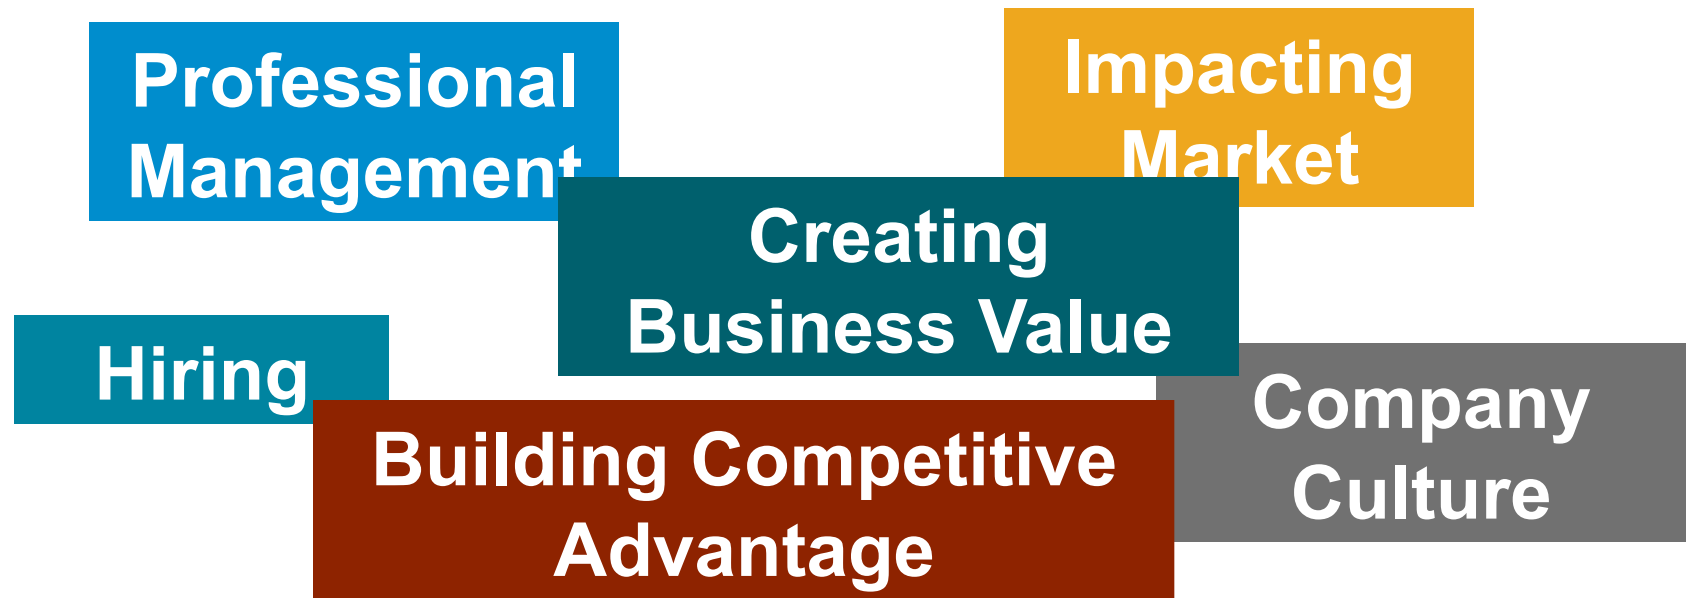 Professional
Management
Impacting
Market
Creating
Business Value
Hiring
Building Competitive
Advantage
Company
Culture